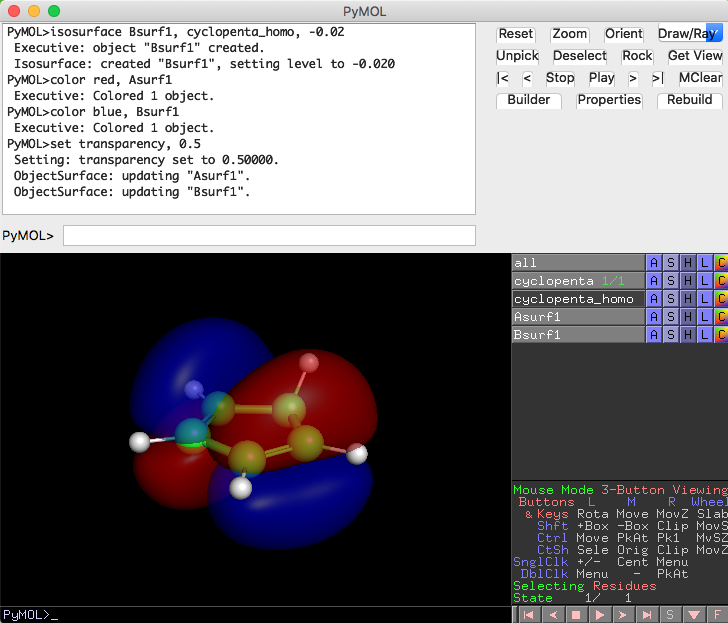 PyMOL
PyMOL>isosurface Bsurf1, cyclopenta_homo, -0.02
Executive: object "Bsurf1" created.
Isosurface: created "Bsurf1", setting level to -0.020
PyMOL>color red, Asurf1
Executive: Colored 1 object.
PyMOL>color blue, Bsurf1
Executive: Colored 1 object.
PyMOL>set transparency, 0.5
Setting: transparency set to 0.50000.
ObjectSurface: updating "Asurf1".
ObjectSurface: updating "Bsurf1".
Reset Zoom Orient Draw/Ray
Unpick Deselect Rock Get View
|< < Stop Play > >| MClear
Builder Properties Rebuild
PyMOL>
all A S H L C
cyclopenta 1/1 A S H L C
cyclopenta_homo A S H L C
Asurf1 A S H L C
Bsurf1 A S H L C
Mouse Mode 3-Button Viewing
Buttons L M R Wheel
& Keys Rota Move MovZ Slab
Shft +Box -Box Clip MovS
Ctrl Move PkAt Pk1 MvSZ
CtSh Sele Orig Clip MovZ
SnglClk +/- Cent Menu
DblClk Menu - PkAt
Selecting Residues
State 1/ 1
PyMOL>_
S F